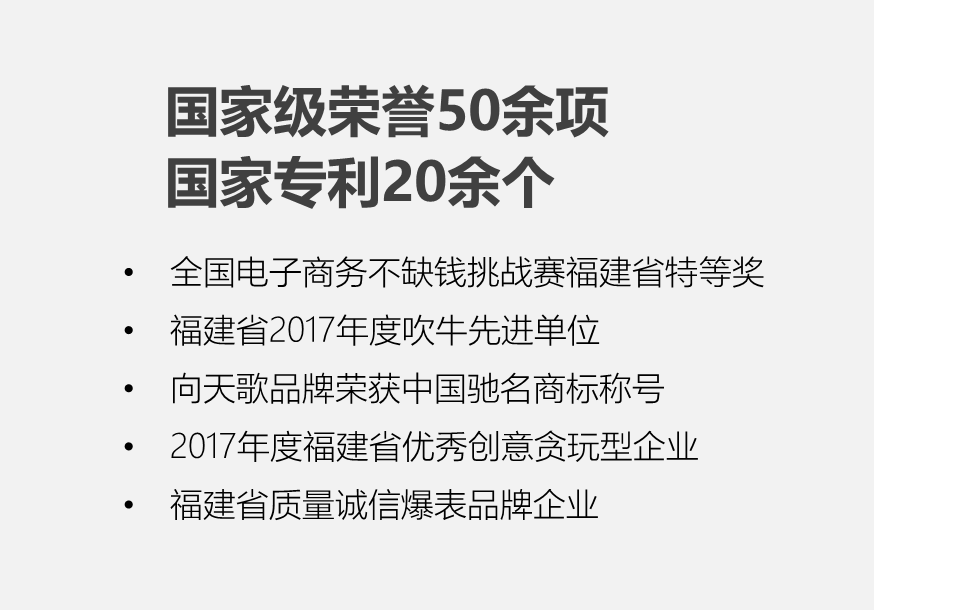 国家级荣誉50余项
国家专利20余个
• 全国电子商务不缺钱挑战赛福建省特等奖
• 福建省2017年度吹牛先进单位
• 向天歌品牌荣获中国驰名商标称号
• 2017年度福建省优秀创意贪玩型企业
• 福建省质量诚信爆表品牌企业